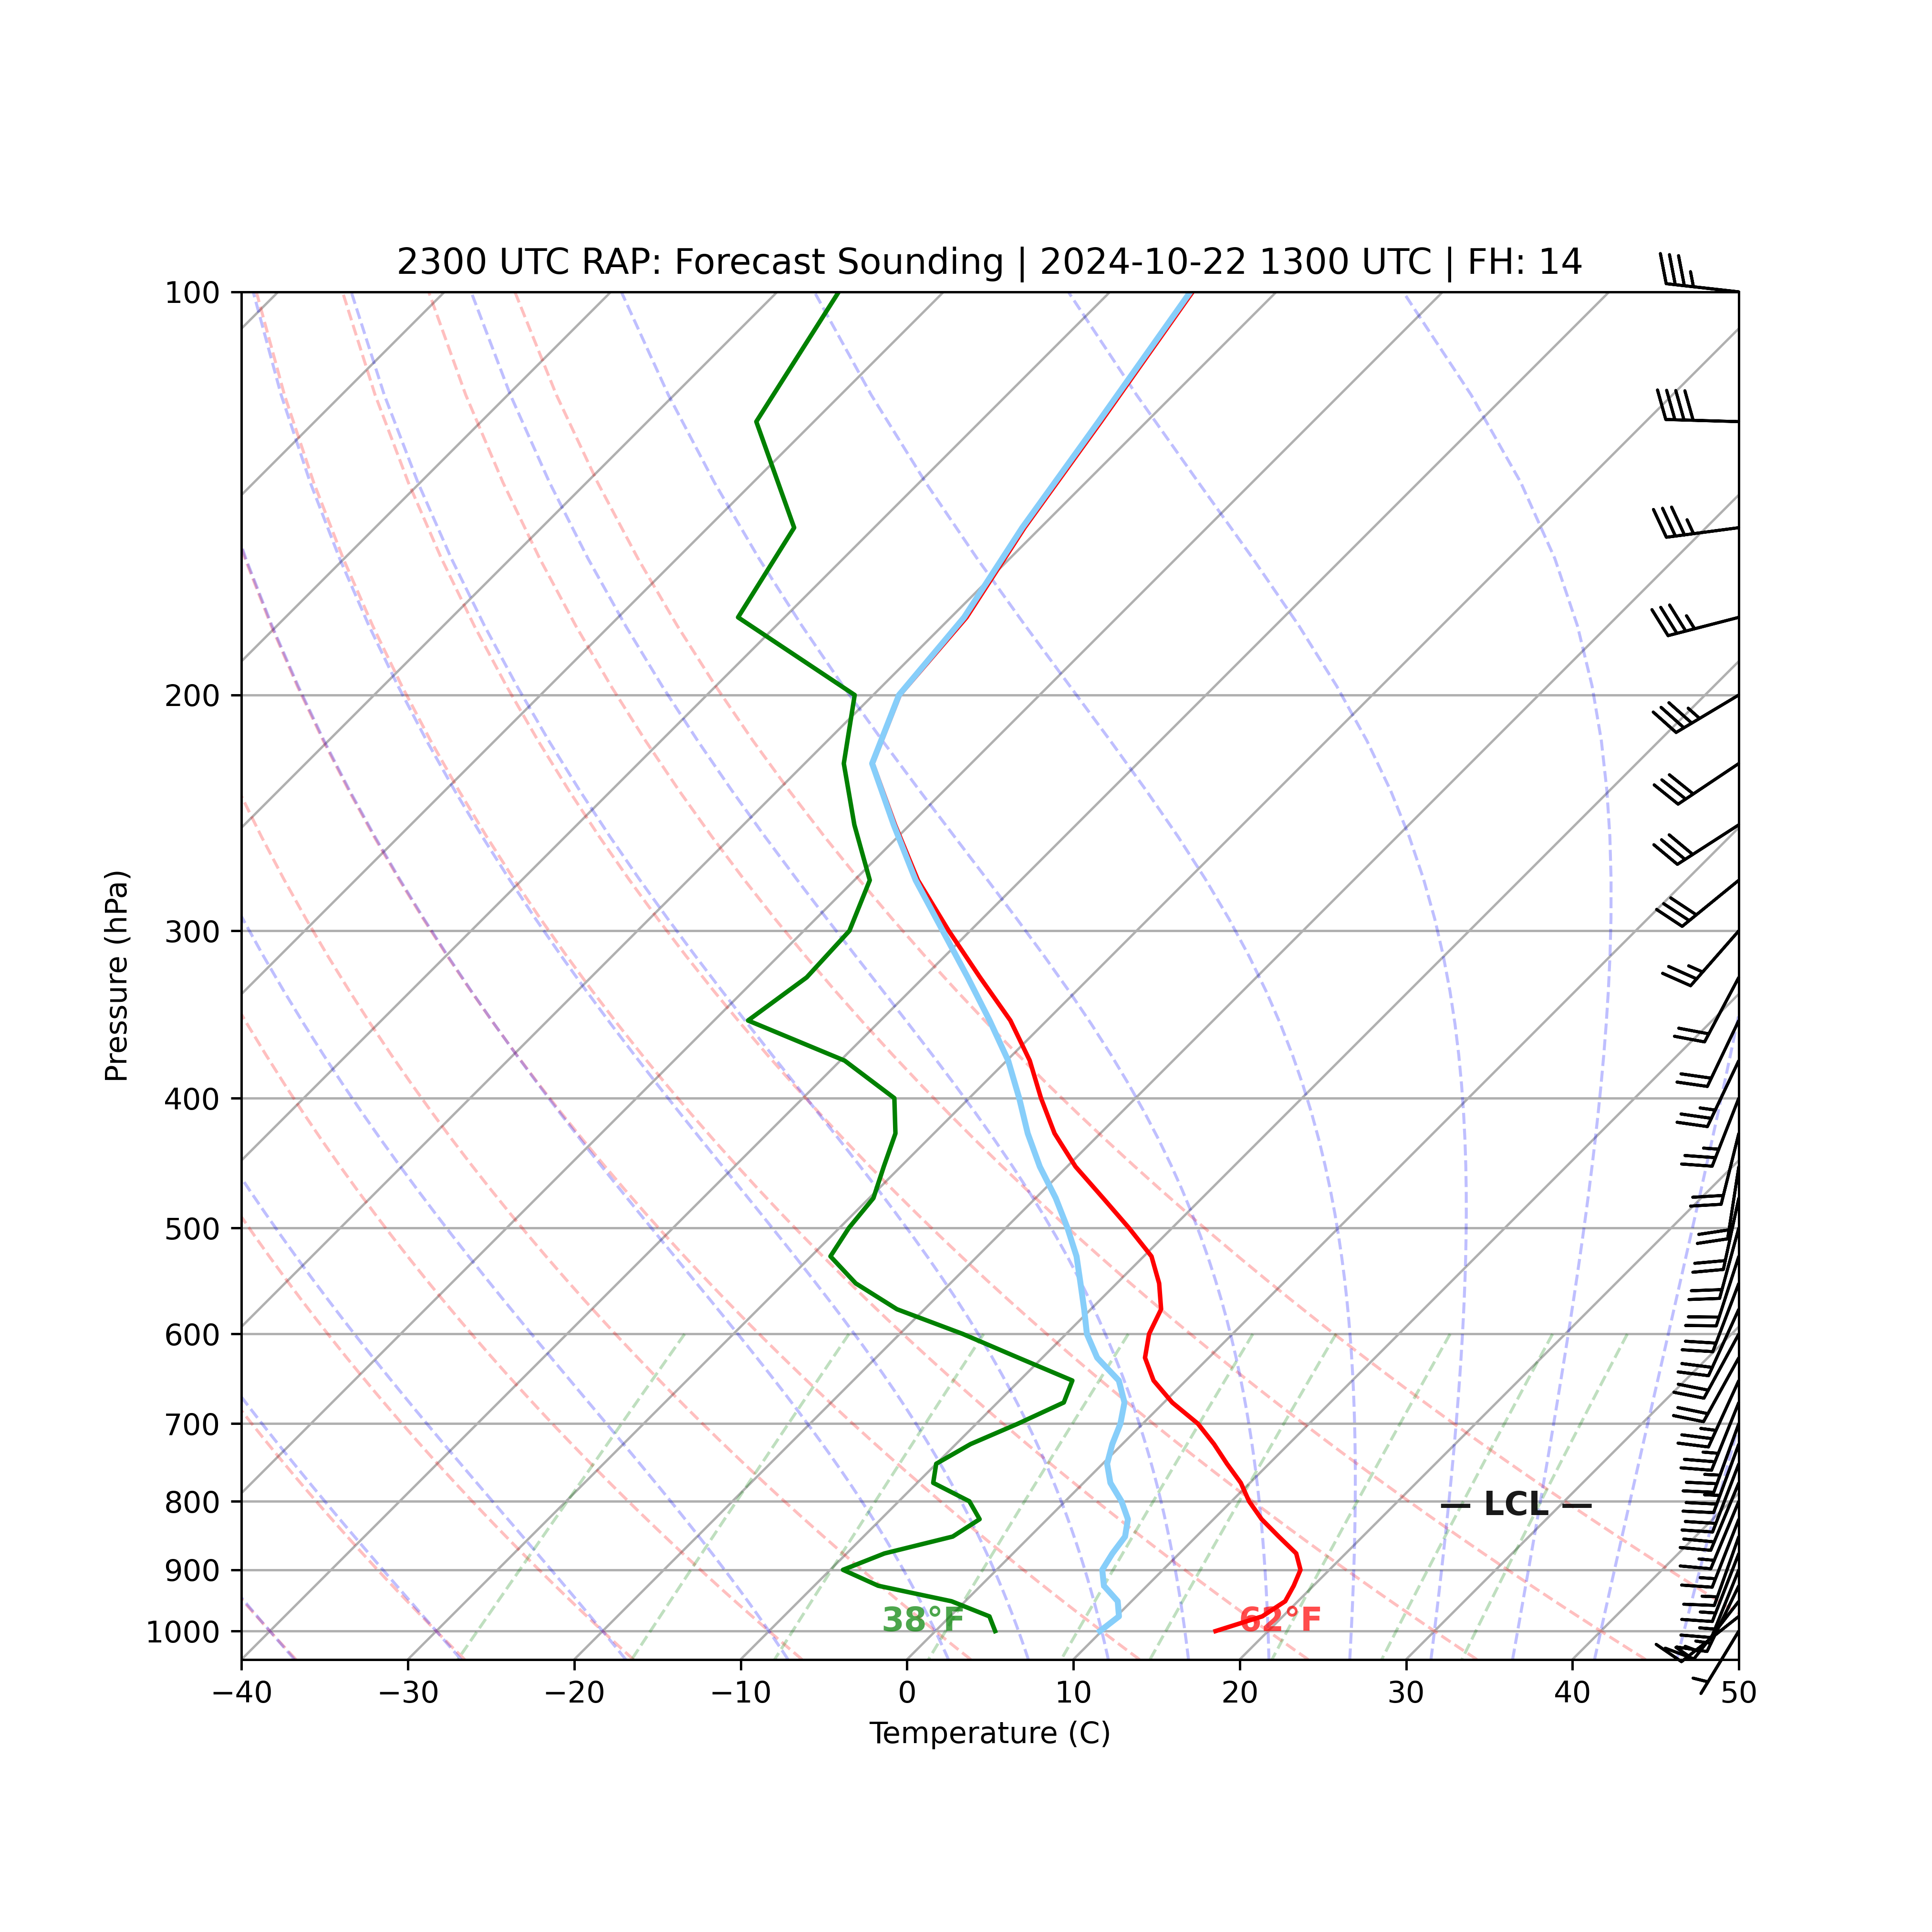 2300 UTC RAP: Forecast Sounding | 2024-10-22 1300 UTC | FH: 14
100
200
300
400
500
600
700
800
900
1000
Pressure (hPa)
— LCL —
38°F
62°F
−40 −30 −20 −10 0 10 20 30 40 50
Temperature (C)